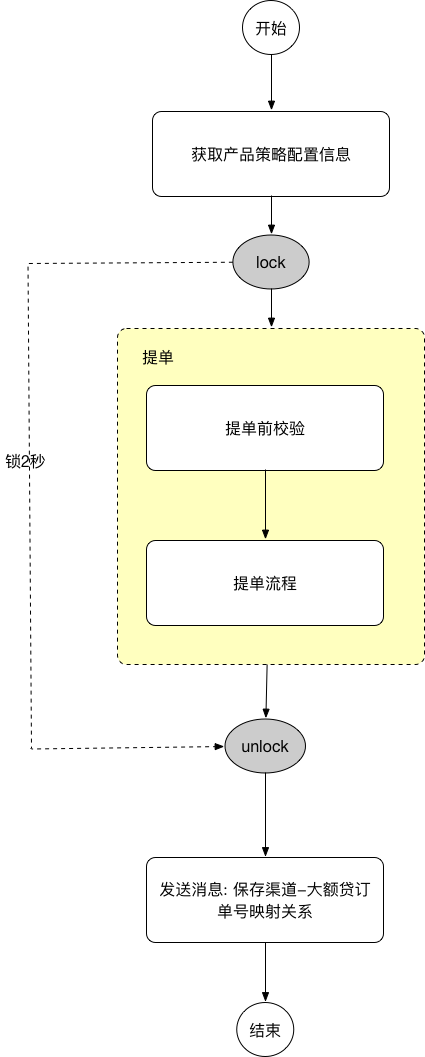 开始
获取产品策略配置信息
lock
提单
提单前校验
锁2秒
提单流程
unlock
发送消息: 保存渠道-大额贷订
单号映射关系
结束